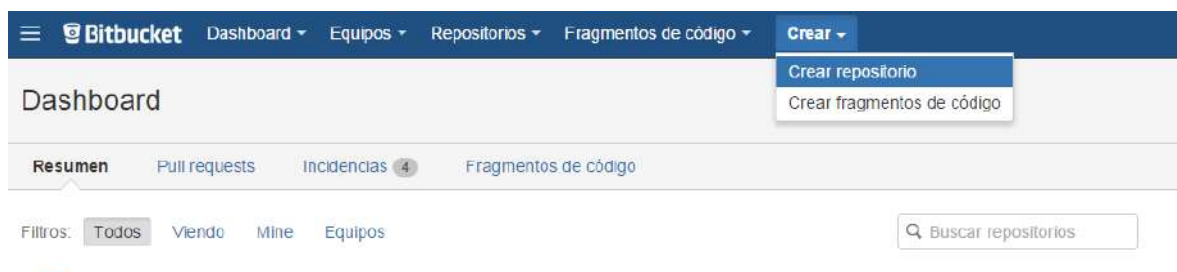 Bitbucket Dashboard Equipos Repositorios Fragmentos de código Crear
Crear repositorio
Crear fragmentos de código
Dashboard
Resumen Pull requests Incidencias 4 Fragmentos de código
Filtros: Todos Viendo Mine Equipos Buscar repositorios